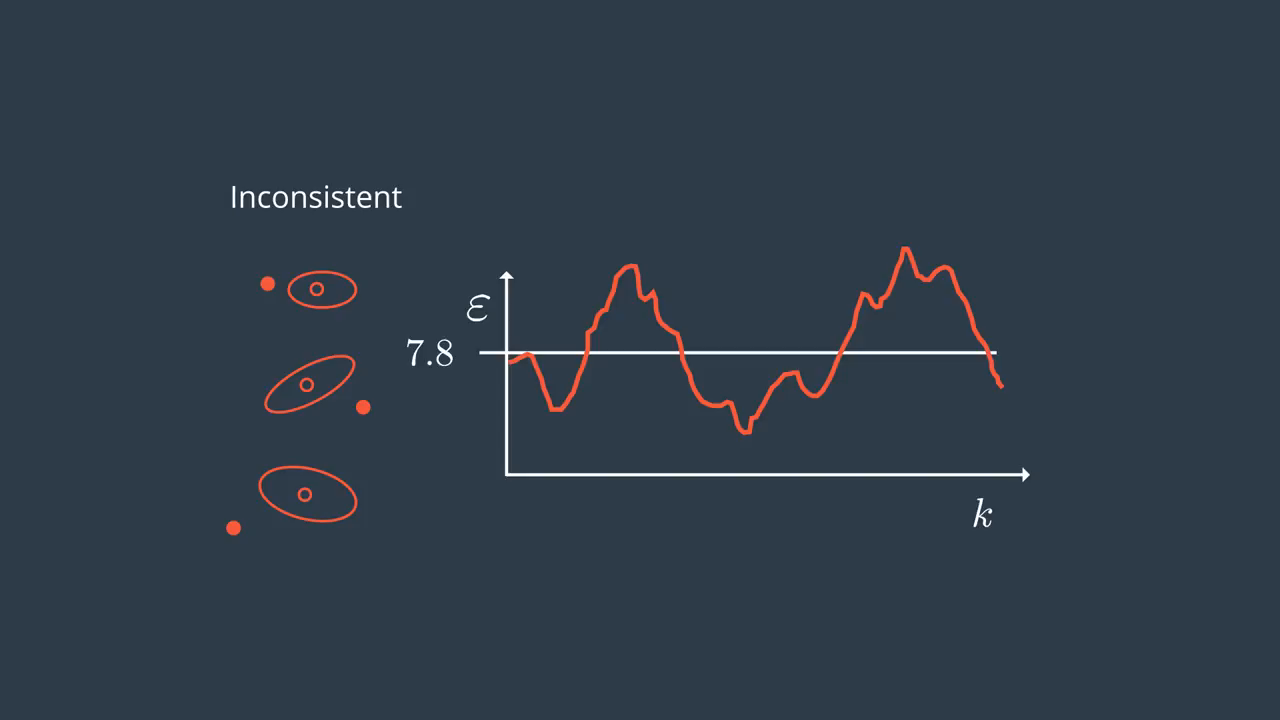 Inconsistent
ε
7.8
k